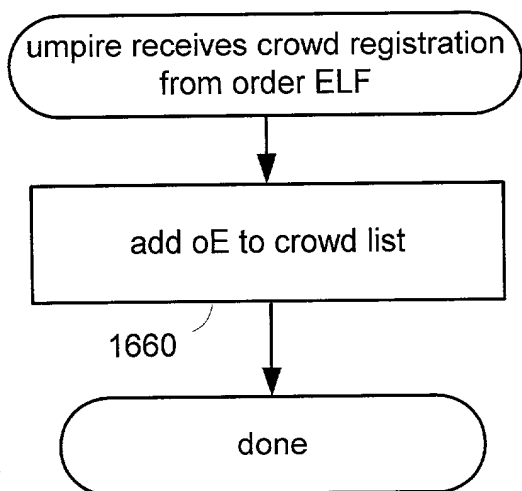 umpire receives crowd registration
from order ELF
add oE to crowd list
1660
done